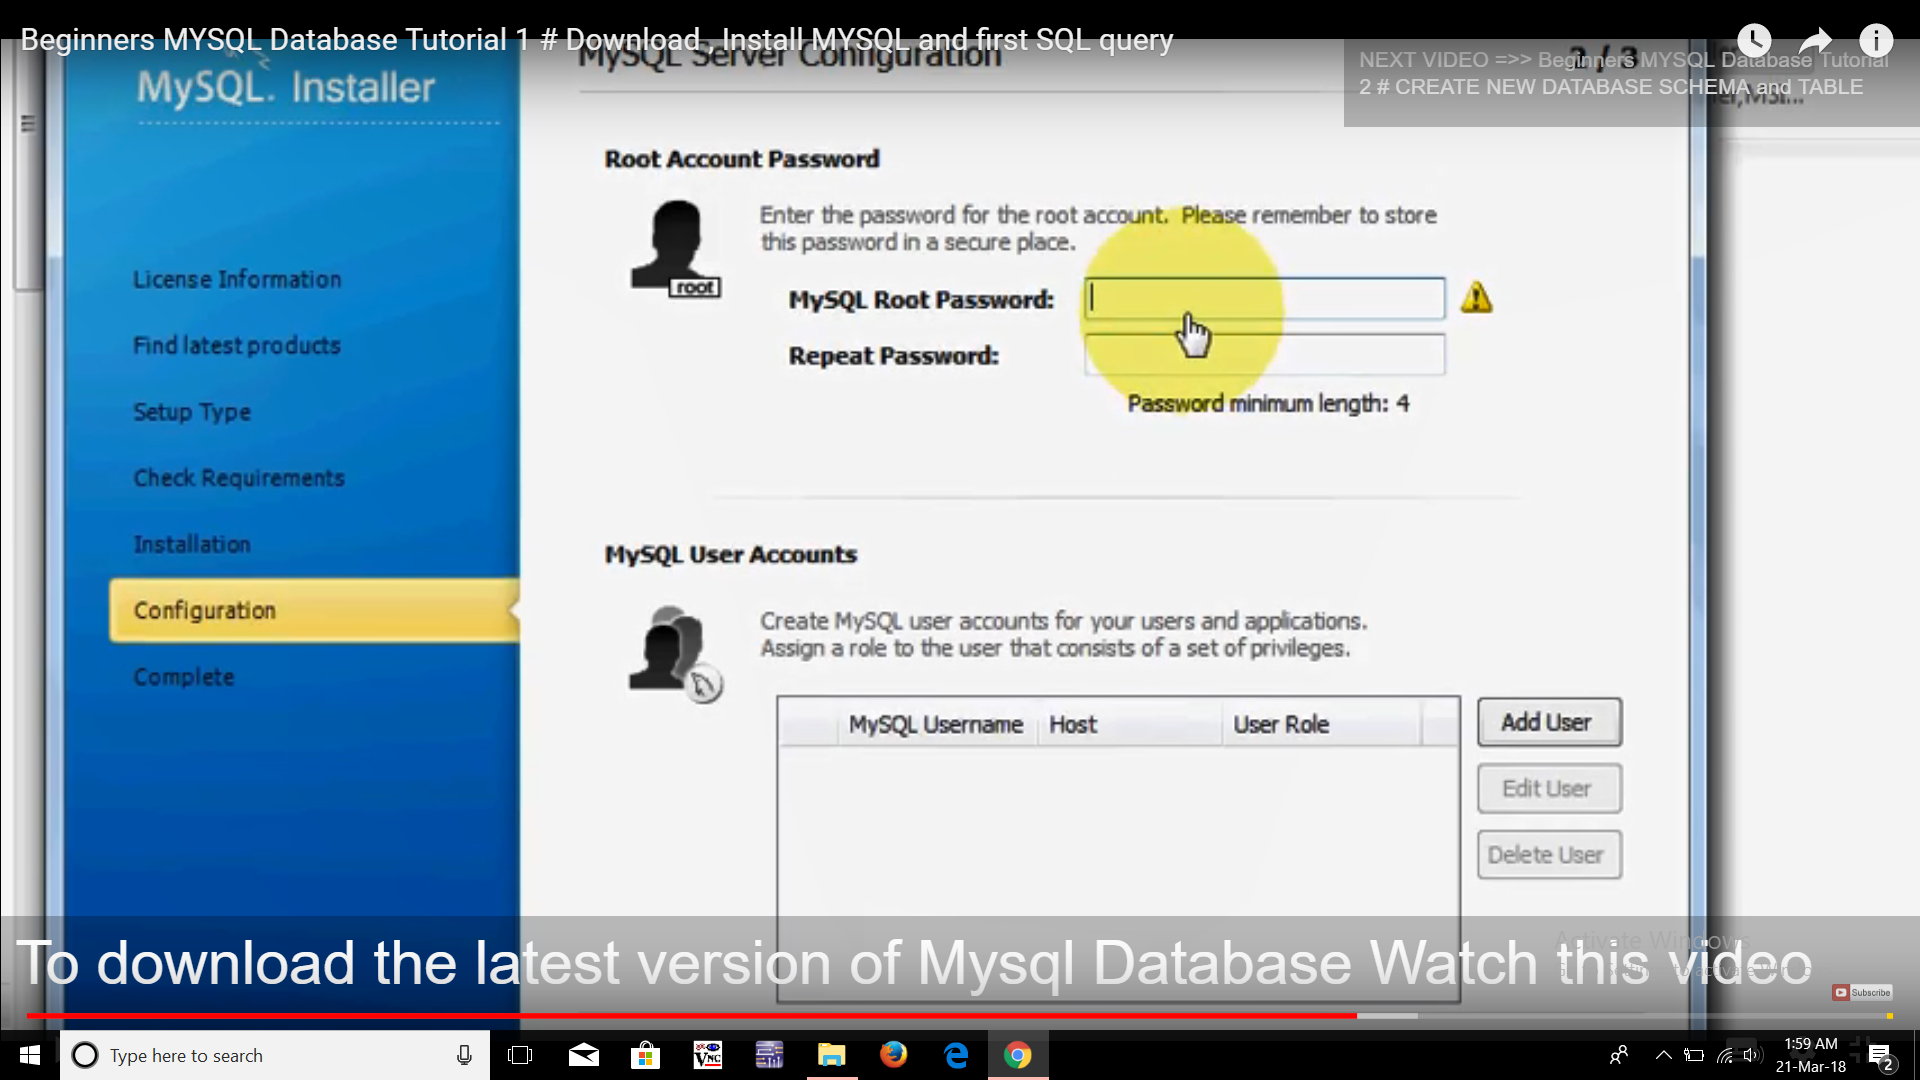 Beginners MYSQL Database Tutorial 1 # Download , Install MYSQL and first SQL query
NEXT VIDEO =>> Beginners MYSQL Database Tutorial
2 # CREATE NEW DATABASE SCHEMA and TABLE
MySQL Server Configuration
2 / 3
MySQL. Installer
License Information
Find latest products
Setup Type
Check Requirements
Installation
Configuration
Complete
Root Account Password
Enter the password for the root account. Please remember to store
this password in a secure place.
root
MySQL Root Password:
Repeat Password:
Password minimum length: 4
MySQL User Accounts
Create MySQL user accounts for your users and applications.
Assign a role to the user that consists of a set of privileges.
MySQL Username Host User Role
Add User
Edit User
Delete User
Activate Windows
To download the latest version of Mysql Database Watch this video
Subscribe
Type here to search
VNC
1:59 AM
21-Mar-18
2